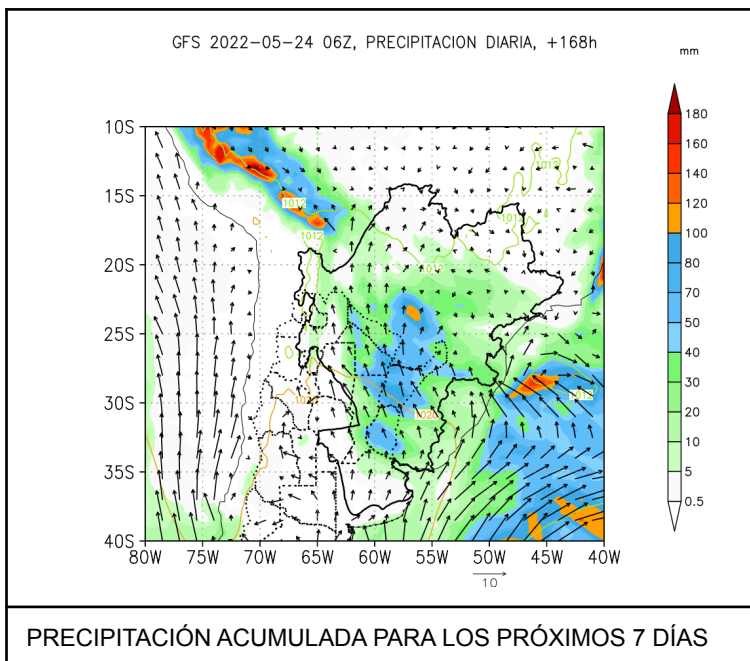 GFS 2022-05-24 06Z, PRECIPITACION DIARIA, +168h
mm
180
160
140
120
100
80
70
60
50
40
30
20
10
5
0.5
10S
15S
20S
25S
30S
35S
40S
1012
1012
1012
1012
1012
1020
1012
80W 75W 70W 65W 60W 55W 50W 45W 40W
10
PRECIPITACIÓN ACUMULADA PARA LOS PRÓXIMOS 7 DÍAS